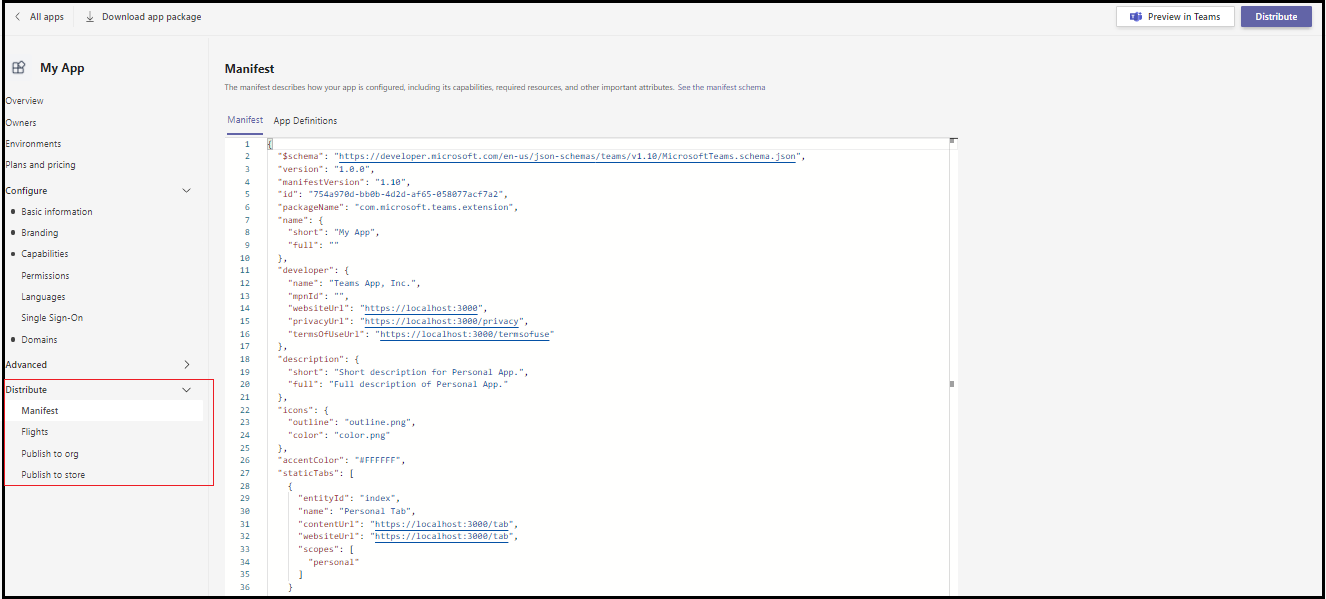 All apps
Download app package
Preview in Teams
Distribute
My App
Overview
Owners
Environments
Plans and pricing
Configure
Basic information
Branding
Capabilities
Permissions
Languages
Single Sign-On
Domains
Advanced
Distribute
Manifest
Flights
Publish to org
Publish to store
Manifest
The manifest describes how your app is configured, including its capabilities, required resources, and other important attributes. See the manifest schema
Manifest App Definitions
1 {
2 "$schema": "https://developer.microsoft.com/en-us/json-schemas/teams/v1.10/MicrosoftTeams.schema.json",
3 "version": "1.0.0",
4 "manifestVersion": "1.10",
5 "id": "754a970d-bb0b-4d2d-af65-058077acf7a2",
6 "packageName": "com.microsoft.teams.extension",
7 "name": {
8 "short": "My App",
9 "full": ""
10 },
11 "developer": {
12 "name": "Teams App, Inc.",
13 "mpnId": "",
14 "websiteUrl": "https://localhost:3000",
15 "privacyUrl": "https://localhost:3000/privacy",
16 "termsOfUseUrl": "https://localhost:3000/termsofuse"
17 },
18 "description": {
19 "short": "Short description for Personal App.",
20 "full": "Full description of Personal App."
21 },
22 "icons": {
23 "outline": "outline.png",
24 "color": "color.png"
25 },
26 "accentColor": "#FFFFFF",
27 "staticTabs": [
28 {
29 "entityId": "index",
30 "name": "Personal Tab",
31 "contentUrl": "https://localhost:3000/tab",
32 "websiteUrl": "https://localhost:3000/tab",
33 "scopes": [
34 "personal"
35 ]
36 }